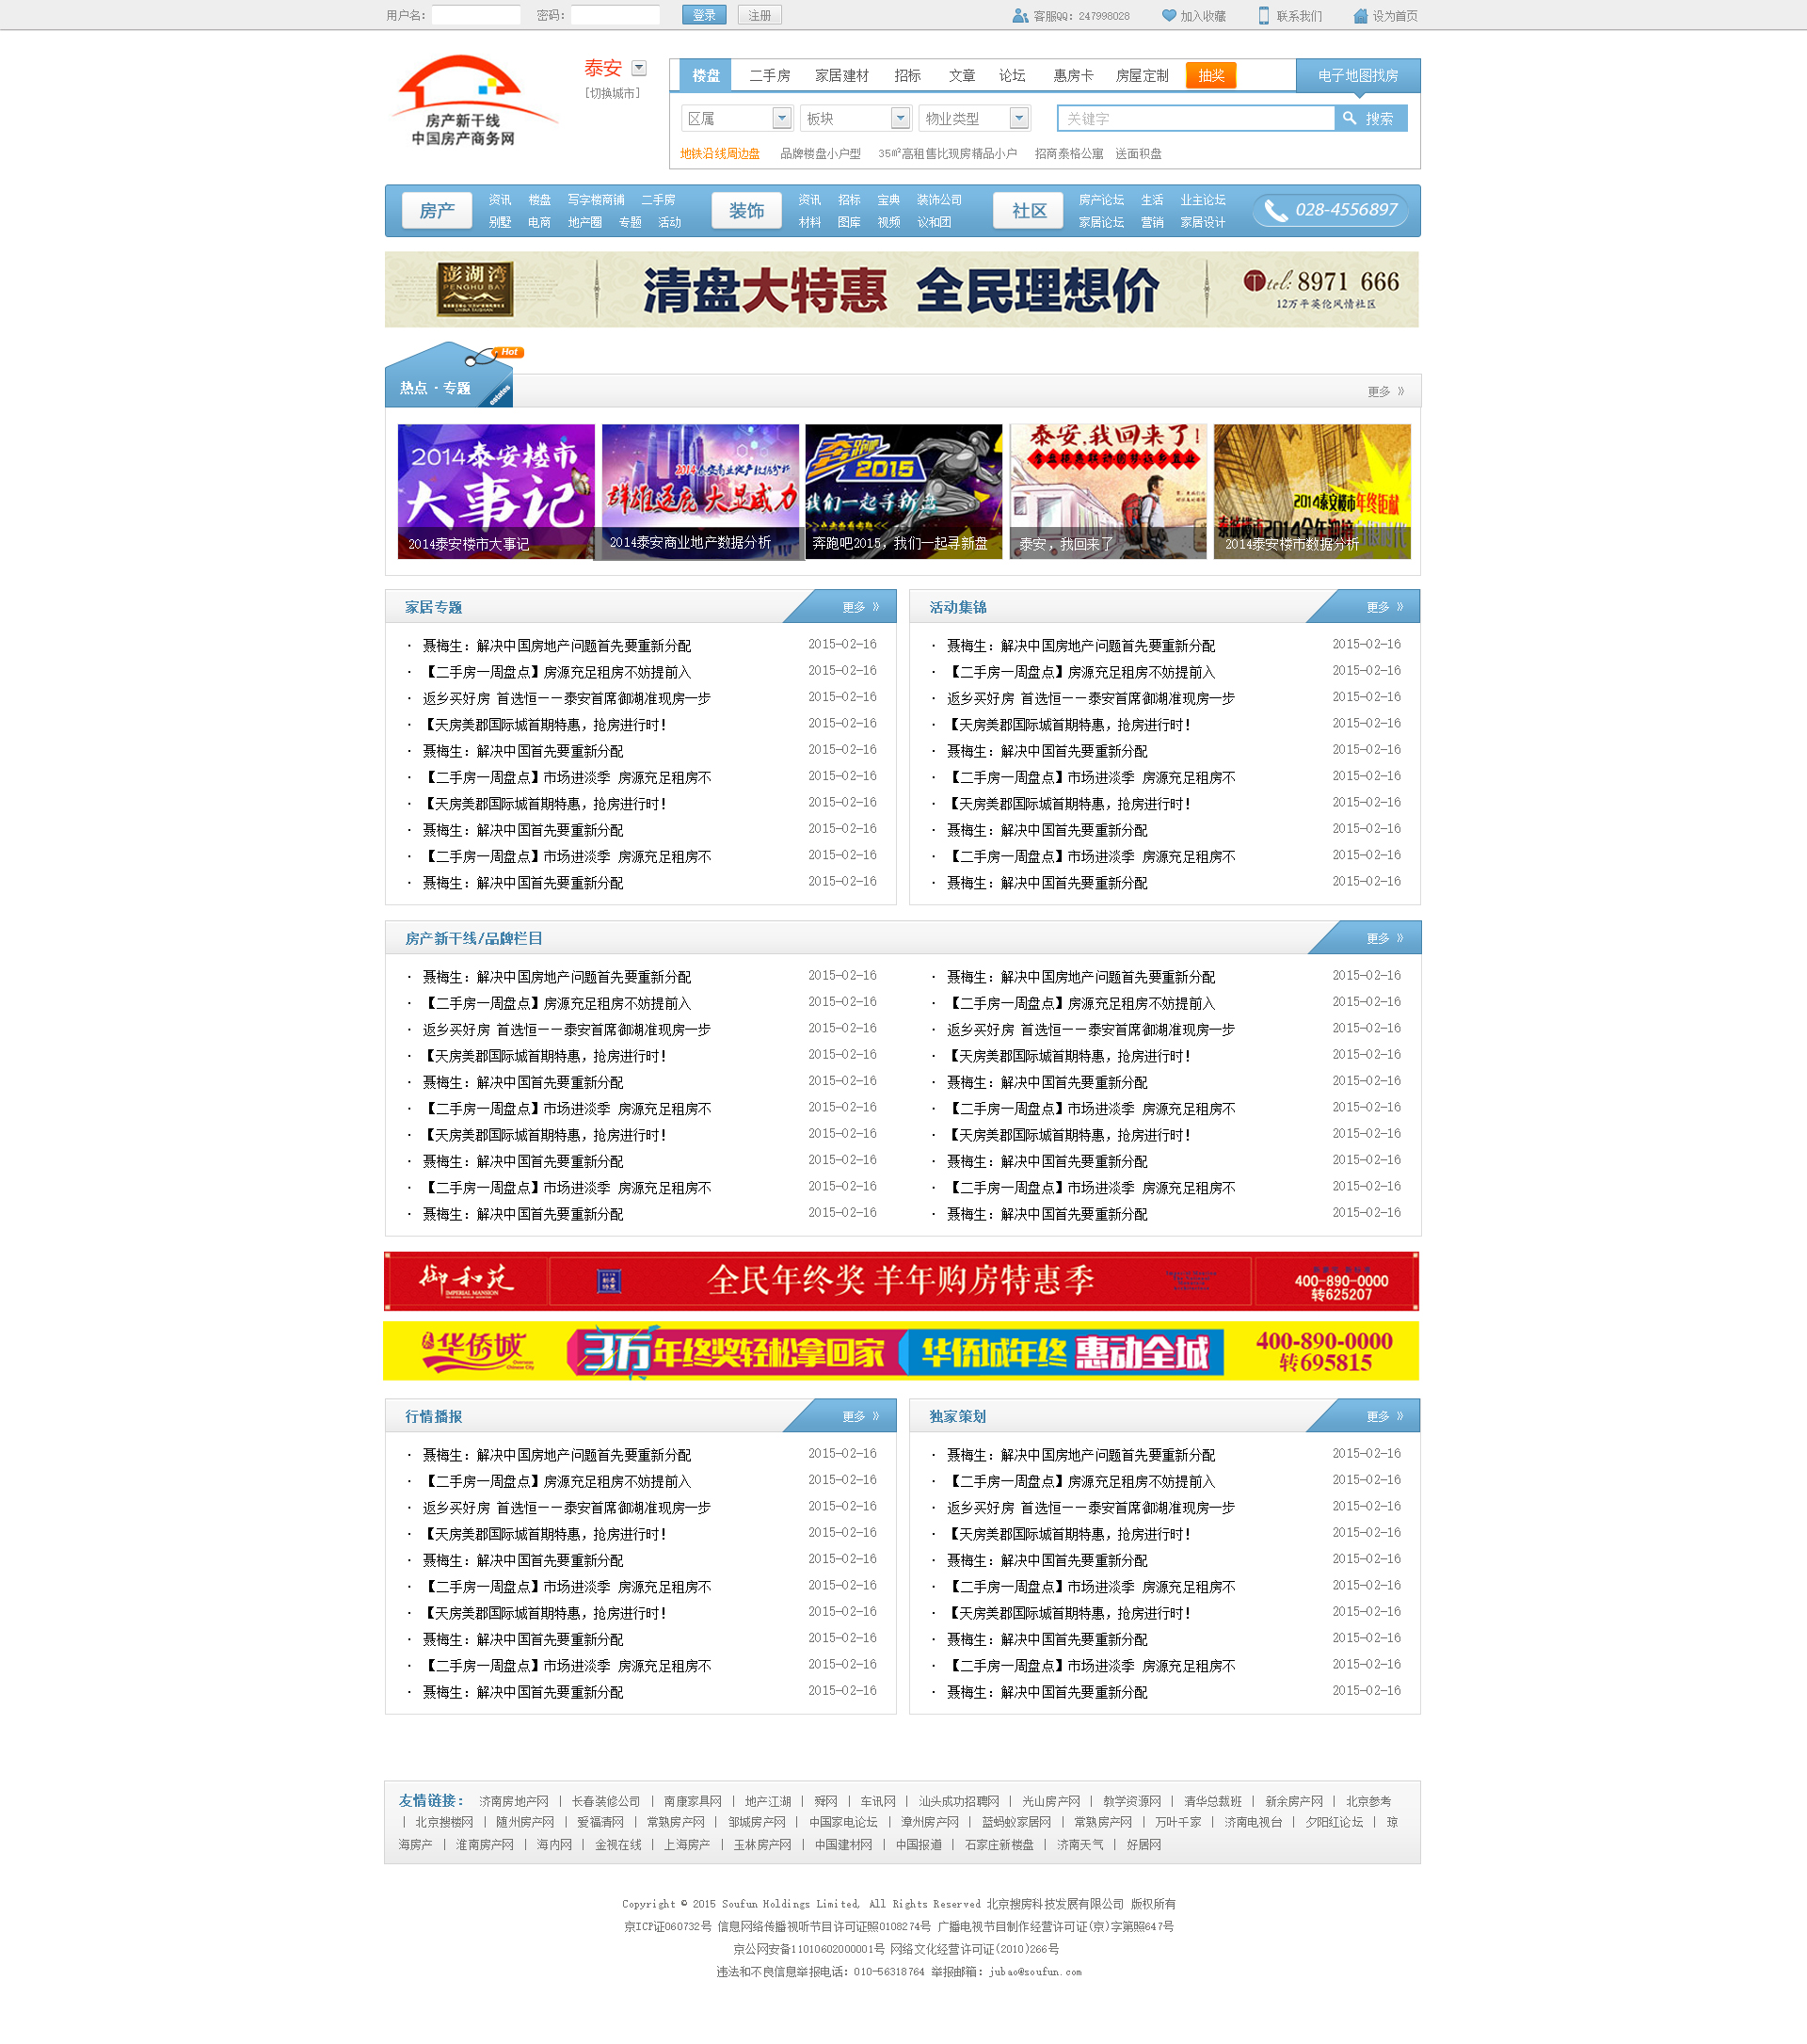 用户名: 密码: 登录 注册 客服QQ: 247998028 加入收藏 联系我们 设为首页
房产新干线
中国房产商务网
泰安
[切换城市]
楼盘 二手房 家居建材 招标 文章 论坛 惠房卡 房屋定制 抽奖 电子地图找房
区属 板块 物业类型 关键字 搜索
地铁沿线周边盘 品牌楼盘小户型 35㎡高租售比现房精品小户 招商泰格公寓 送面积盘
房产 资讯 楼盘 写字楼商铺 二手房
别墅 电商 地产圈 专题 活动
装饰 资讯 招标 宝典 装饰公司
材料 图库 视频 议和团
社区 房产论坛 生活 业主论坛
家居论坛 营销 家居设计
028-4556897
澎湖湾 PENGHU BAY 清盘大特惠 全民理想价 tel: 8971 666
12万平英伦风情社区
Hot
热点 · 专题 estates 更多 》
2014泰安楼市
大事记
2014泰安楼市大事记
2014泰安商业地产数据分析
群雄逐鹿 大显威力
2014泰安商业地产数据分析
奔跑吧
2015
我们一起寻新盘
>>点击查看专题
奔跑吧2015，我们一起寻新盘
泰安,我回来了!
泰安，我回来了
2014泰安楼市年终钜献
2014泰安楼市数据分析
家居专题 更多 》
· 聂梅生：解决中国房地产问题首先要重新分配 2015-02-16
· 【二手房一周盘点】房源充足租房不妨提前入 2015-02-16
· 返乡买好房 首选恒——泰安首席御湖准现房一步 2015-02-16
· 【天房美郡国际城首期特惠，抢房进行时！ 2015-02-16
· 聂梅生：解决中国首先要重新分配 2015-02-16
· 【二手房一周盘点】市场进淡季 房源充足租房不 2015-02-16
· 【天房美郡国际城首期特惠，抢房进行时！ 2015-02-16
· 聂梅生：解决中国首先要重新分配 2015-02-16
· 【二手房一周盘点】市场进淡季 房源充足租房不 2015-02-16
· 聂梅生：解决中国首先要重新分配 2015-02-16
活动集锦 更多 》
· 聂梅生：解决中国房地产问题首先要重新分配 2015-02-16
· 【二手房一周盘点】房源充足租房不妨提前入 2015-02-16
· 返乡买好房 首选恒——泰安首席御湖准现房一步 2015-02-16
· 【天房美郡国际城首期特惠，抢房进行时！ 2015-02-16
· 聂梅生：解决中国首先要重新分配 2015-02-16
· 【二手房一周盘点】市场进淡季 房源充足租房不 2015-02-16
· 【天房美郡国际城首期特惠，抢房进行时！ 2015-02-16
· 聂梅生：解决中国首先要重新分配 2015-02-16
· 【二手房一周盘点】市场进淡季 房源充足租房不 2015-02-16
· 聂梅生：解决中国首先要重新分配 2015-02-16
房产新干线/品牌栏目 更多 》
· 聂梅生：解决中国房地产问题首先要重新分配 2015-02-16
· 【二手房一周盘点】房源充足租房不妨提前入 2015-02-16
· 返乡买好房 首选恒——泰安首席御湖准现房一步 2015-02-16
· 【天房美郡国际城首期特惠，抢房进行时！ 2015-02-16
· 聂梅生：解决中国首先要重新分配 2015-02-16
· 【二手房一周盘点】市场进淡季 房源充足租房不 2015-02-16
· 【天房美郡国际城首期特惠，抢房进行时！ 2015-02-16
· 聂梅生：解决中国首先要重新分配 2015-02-16
· 【二手房一周盘点】市场进淡季 房源充足租房不 2015-02-16
· 聂梅生：解决中国首先要重新分配 2015-02-16
· 聂梅生：解决中国房地产问题首先要重新分配 2015-02-16
· 【二手房一周盘点】房源充足租房不妨提前入 2015-02-16
· 返乡买好房 首选恒——泰安首席御湖准现房一步 2015-02-16
· 【天房美郡国际城首期特惠，抢房进行时！ 2015-02-16
· 聂梅生：解决中国首先要重新分配 2015-02-16
· 【二手房一周盘点】市场进淡季 房源充足租房不 2015-02-16
· 【天房美郡国际城首期特惠，抢房进行时！ 2015-02-16
· 聂梅生：解决中国首先要重新分配 2015-02-16
· 【二手房一周盘点】市场进淡季 房源充足租房不 2015-02-16
· 聂梅生：解决中国首先要重新分配 2015-02-16
御和苑 IMPERIAL MANSION 全民年终奖 羊年购房特惠季 400-890-0000
转625207
华侨城 Overseas Chinese City 3万年终奖轻松拿回家 华侨城年终 惠动全城 400-890-0000
转695815
行情播报 更多 》
· 聂梅生：解决中国房地产问题首先要重新分配 2015-02-16
· 【二手房一周盘点】房源充足租房不妨提前入 2015-02-16
· 返乡买好房 首选恒——泰安首席御湖准现房一步 2015-02-16
· 【天房美郡国际城首期特惠，抢房进行时！ 2015-02-16
· 聂梅生：解决中国首先要重新分配 2015-02-16
· 【二手房一周盘点】市场进淡季 房源充足租房不 2015-02-16
· 【天房美郡国际城首期特惠，抢房进行时！ 2015-02-16
· 聂梅生：解决中国首先要重新分配 2015-02-16
· 【二手房一周盘点】市场进淡季 房源充足租房不 2015-02-16
· 聂梅生：解决中国首先要重新分配 2015-02-16
独家策划 更多 》
· 聂梅生：解决中国房地产问题首先要重新分配 2015-02-16
· 【二手房一周盘点】房源充足租房不妨提前入 2015-02-16
· 返乡买好房 首选恒——泰安首席御湖准现房一步 2015-02-16
· 【天房美郡国际城首期特惠，抢房进行时！ 2015-02-16
· 聂梅生：解决中国首先要重新分配 2015-02-16
· 【二手房一周盘点】市场进淡季 房源充足租房不 2015-02-16
· 【天房美郡国际城首期特惠，抢房进行时！ 2015-02-16
· 聂梅生：解决中国首先要重新分配 2015-02-16
· 【二手房一周盘点】市场进淡季 房源充足租房不 2015-02-16
· 聂梅生：解决中国首先要重新分配 2015-02-16
友情链接： 济南房地产网 | 长春装修公司 | 南康家具网 | 地产江湖 | 舜网 | 车讯网 | 汕头成功招聘网 | 光山房产网 | 教学资源网 | 清华总裁班 | 新余房产网 | 北京参考
| 北京搜楼网 | 随州房产网 | 爱福清网 | 常熟房产网 | 邹城房产网 | 中国家电论坛 | 漳州房产网 | 蓝蚂蚁家居网 | 常熟房产网 | 万叶千家 | 济南电视台 | 夕阳红论坛 | 琼
海房产 | 淮南房产网 | 海内网 | 金视在线 | 上海房产 | 玉林房产网 | 中国建材网 | 中国报道 | 石家庄新楼盘 | 济南天气 | 好居网
Copyright © 2015 Soufun Holdings Limited, All Rights Reserved 北京搜房科技发展有限公司 版权所有
京ICP证060732号 信息网络传播视听节目许可证照0108274号 广播电视节目制作经营许可证(京)字第照647号
京公网安备11010602000001号 网络文化经营许可证(2010)266号
违法和不良信息举报电话：010-56318764 举报邮箱：jubao@soufun.com